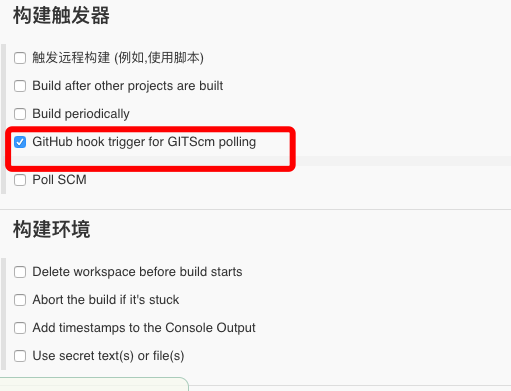 构建触发器
触发远程构建 (例如,使用脚本)
Build after other projects are built
Build periodically
GitHub hook trigger for GITScm polling
Poll SCM
构建环境
Delete workspace before build starts
Abort the build if it's stuck
Add timestamps to the Console Output
Use secret text(s) or file(s)